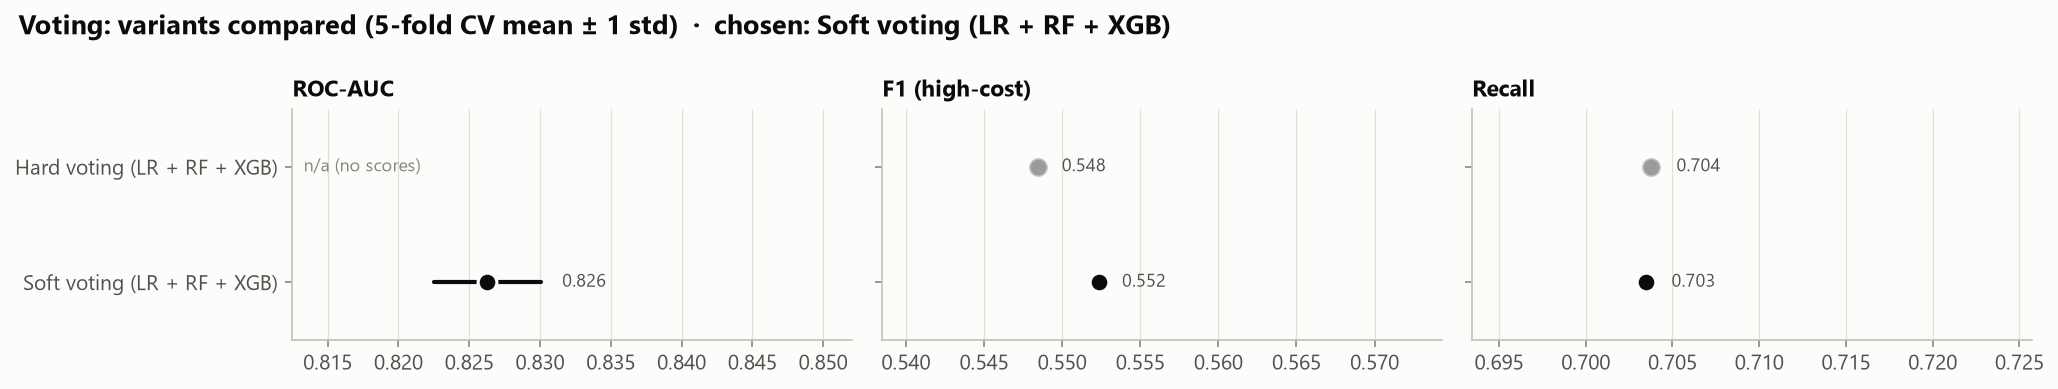 Voting: variants compared (5-fold CV mean ± 1 std) · chosen: Soft voting (LR + RF + XGB)
ROC-AUC
F1 (high-cost)
Recall
Hard voting (LR + RF + XGB)
n/a (no scores)
0.548
0.704
Soft voting (LR + RF + XGB)
0.826
0.552
0.703
0.815 0.820 0.825 0.830 0.835 0.840 0.845 0.850
0.540 0.545 0.550 0.555 0.560 0.565 0.570
0.695 0.700 0.705 0.710 0.715 0.720 0.725